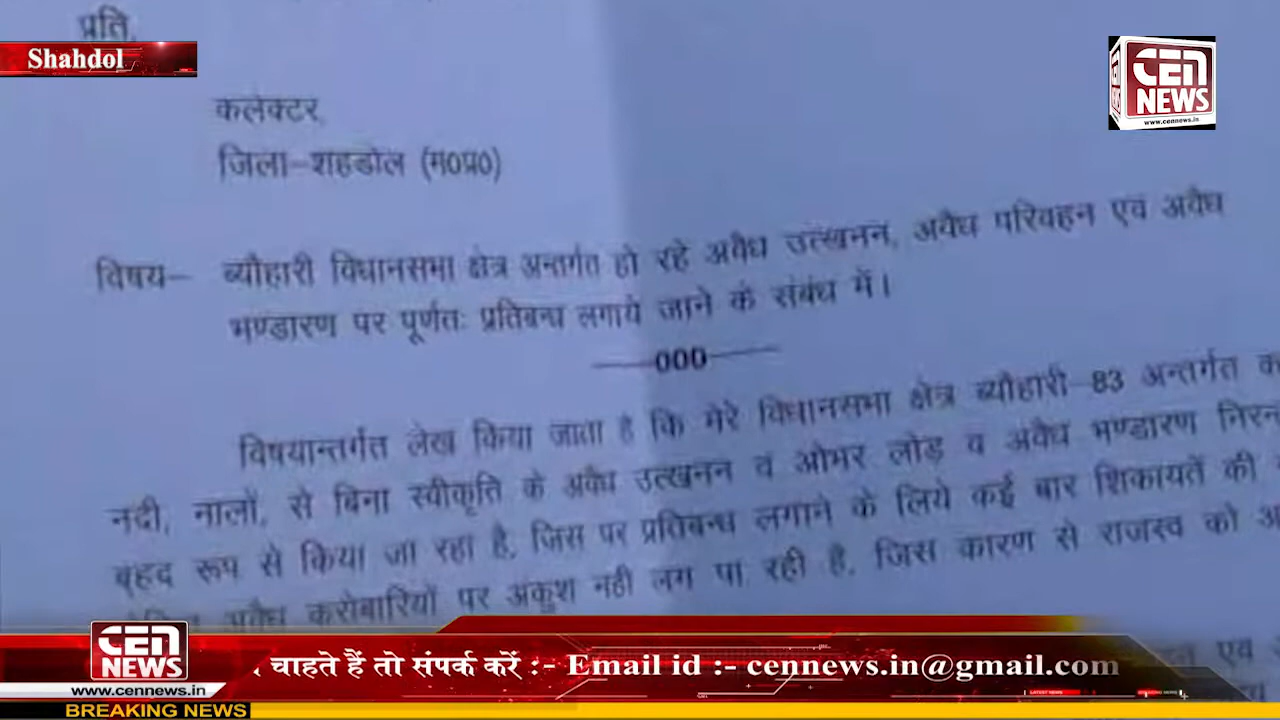 प्रति,
Shahdol
CEN
NEWS
www.cennews.in
कलेक्टर,
जिला–शहडोल (म0प्र0)
विषय– ब्यौहारी विधानसभा क्षेत्र अन्तर्गत हो रहे अवैध उत्खनन, अवैध परिवहन एवं अवैध
भण्डारण पर पूर्णतः प्रतिबन्ध लगाये जाने के संबंध में।
——000——
विषयान्तर्गत लेख किया जाता है कि मेरे विधानसभा क्षेत्र ब्यौहारी–83 अन्तर्गत
नदी, नालों, से बिना स्वीकृति के अवैध उत्खनन व ओभर लोड़ व अवैध भण्डारण
बृहद रूप से किया जा रहा है, जिस पर प्रतिबन्ध लगाने के लिये कई बार शिकायतें की
अवैध करोबारियों पर अंकुश नही लग पा रही है, जिस कारण से राजस्व को
एवं
CEN
NEWS
www.cennews.in
चाहते हैं तो संपर्क करें :- Email id :- cennews.in@gmail.com
BREAKING NEWS